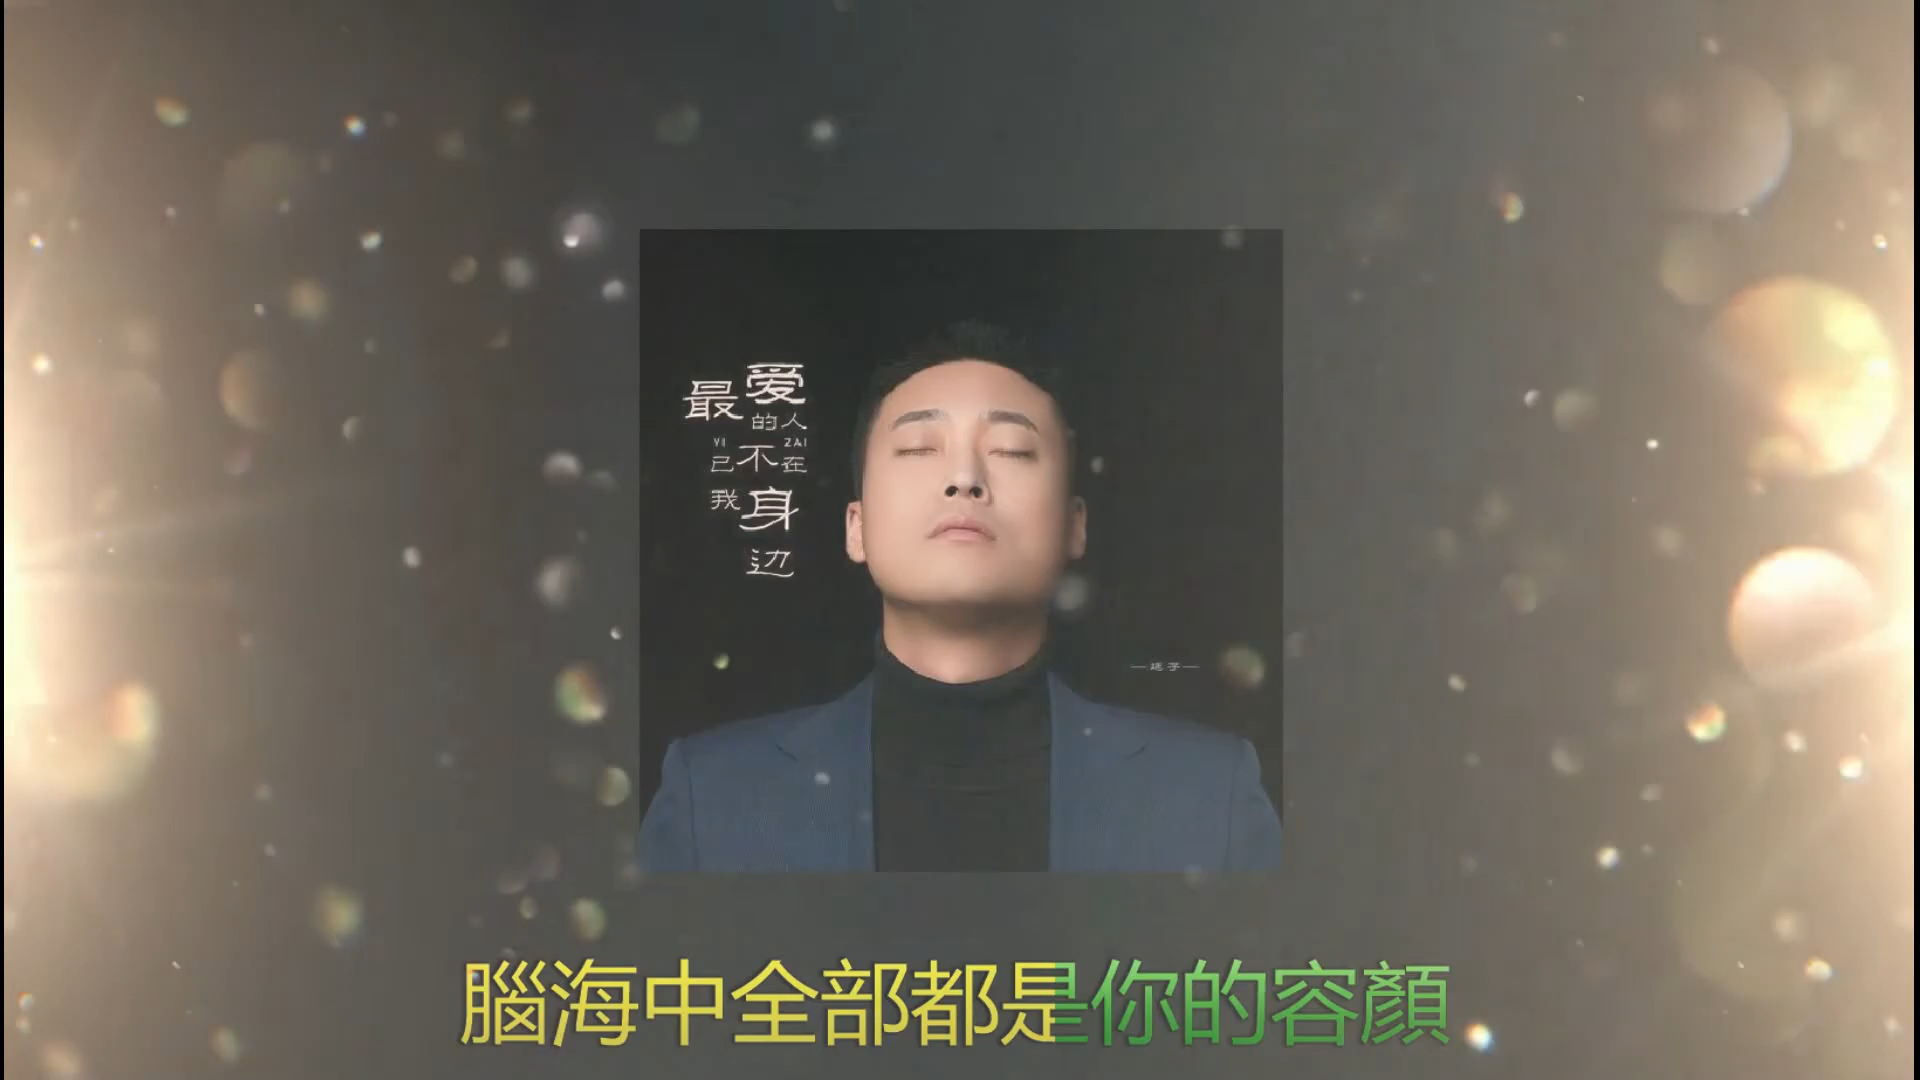 最爱
的人
YI ZAI
已不在
我身
边
腦海中全部都是你的容顏